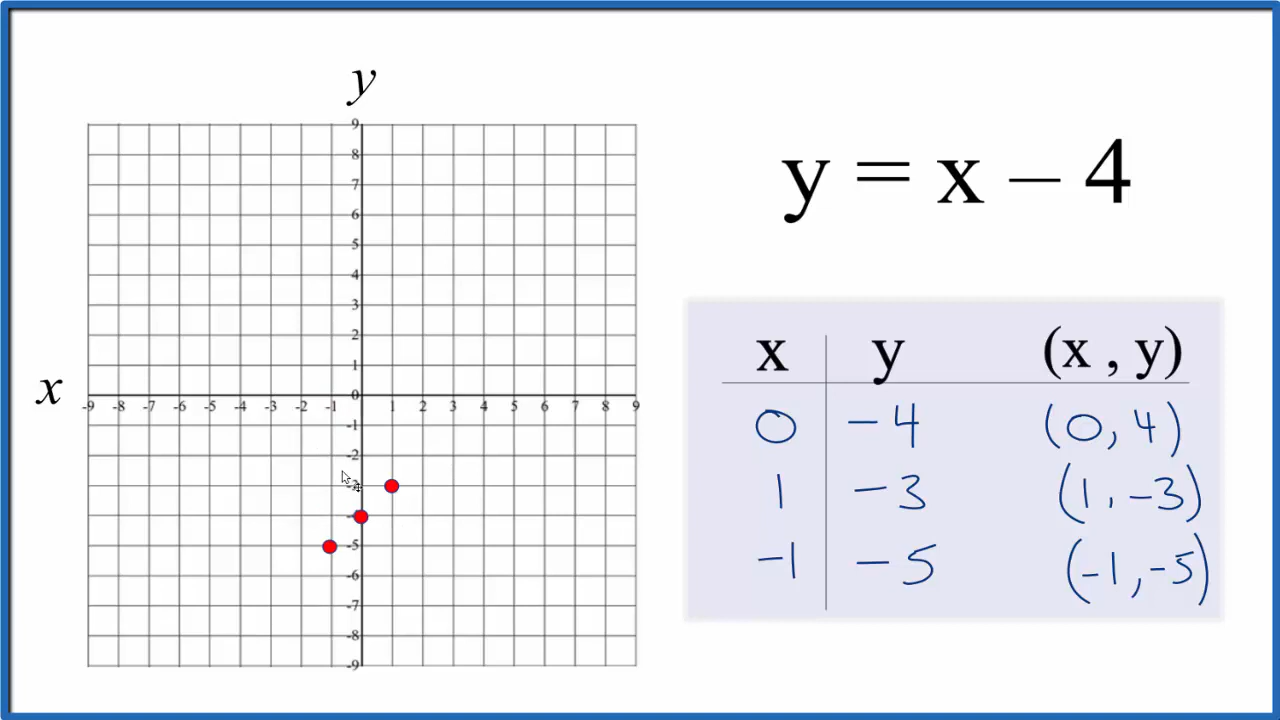 y
9
8
7
6
5
4
3
2
1
x
0
-9 -8 -7 -6 -5 -4 -3 -2 -1 1 2 3 4 5 6 7 8 9
-1
-2
-5
-6
-7
-8
-9
y = x – 4
x y (x , y)
0 -4 (0, 4)
1 -3 (1, -3)
-1 -5 (-1, -5)